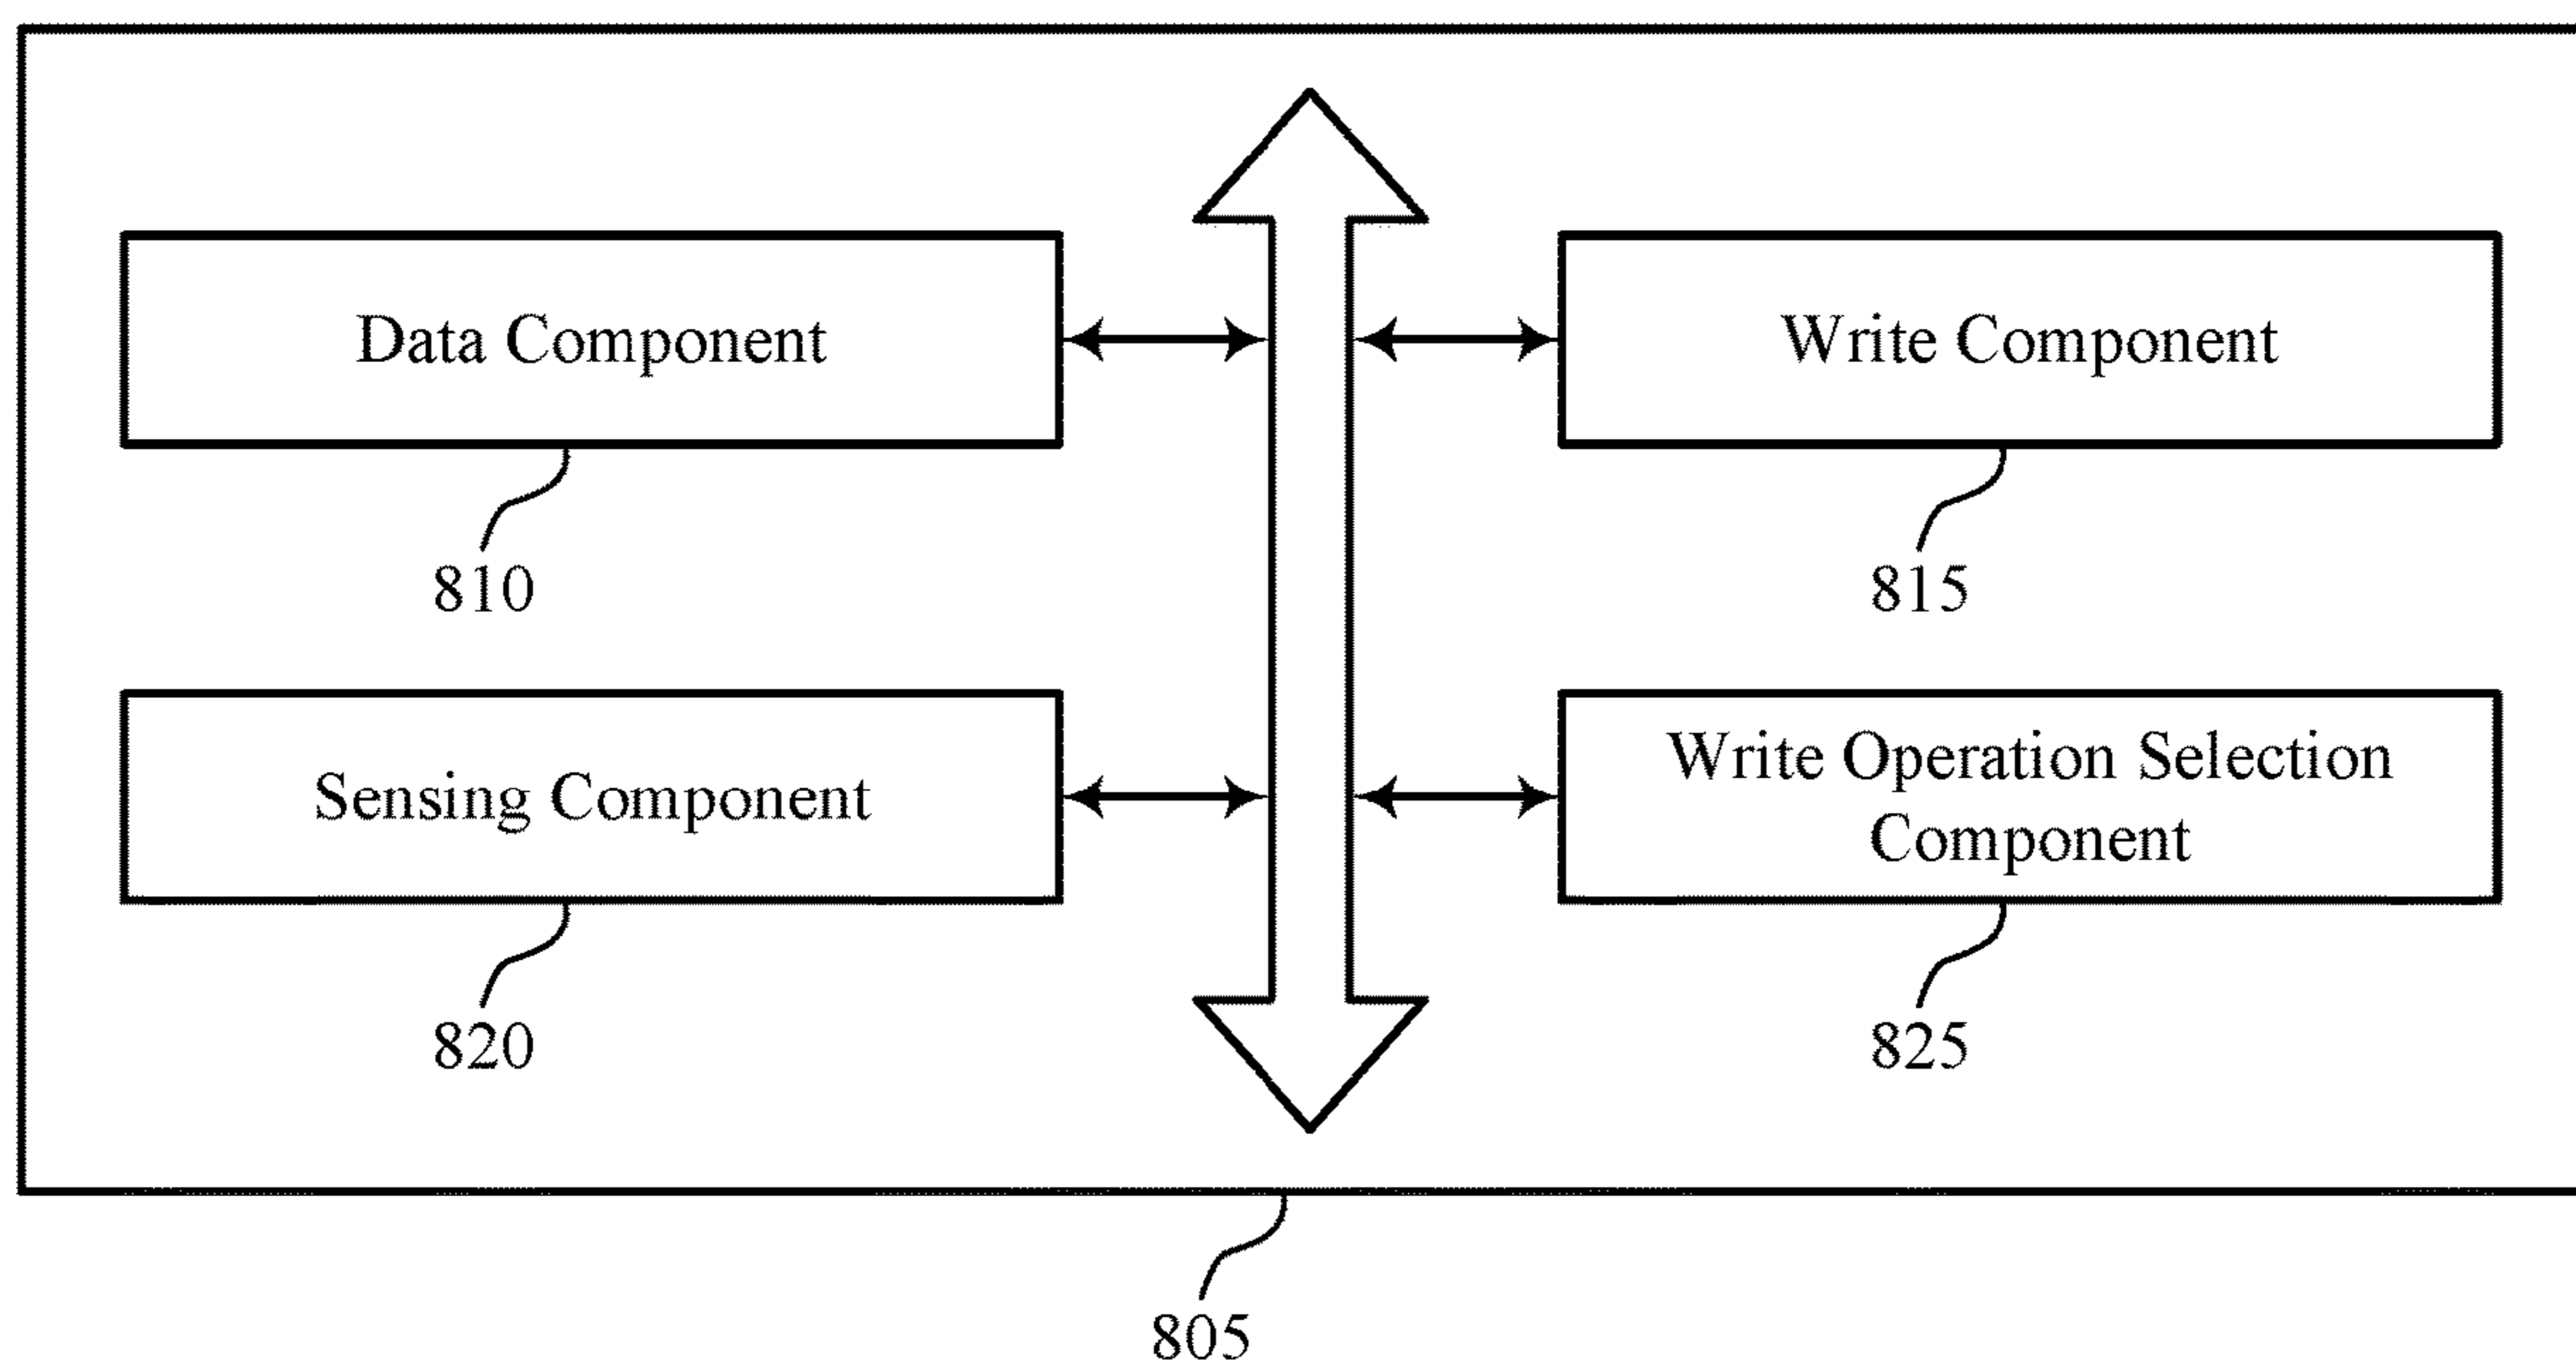 Data Component
Write Component
810
815
Sensing Component
Write Operation Selection
Component
820
825
805